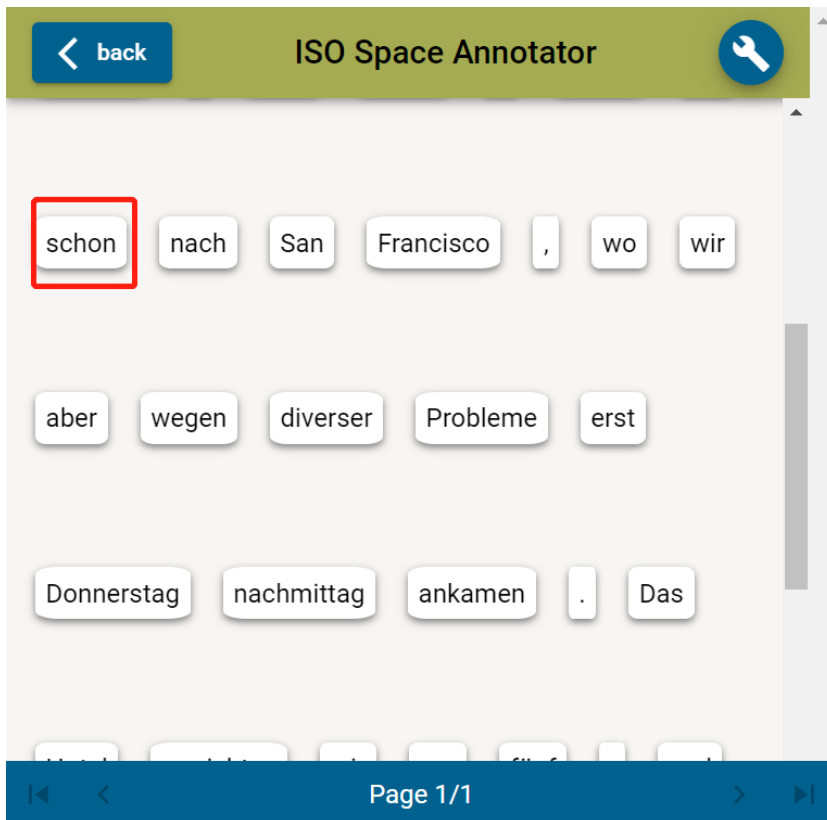 back ISO Space Annotator
schon nach San Francisco , wo wir
aber wegen diverser Probleme erst
Donnerstag nachmittag ankamen . Das
Page 1/1